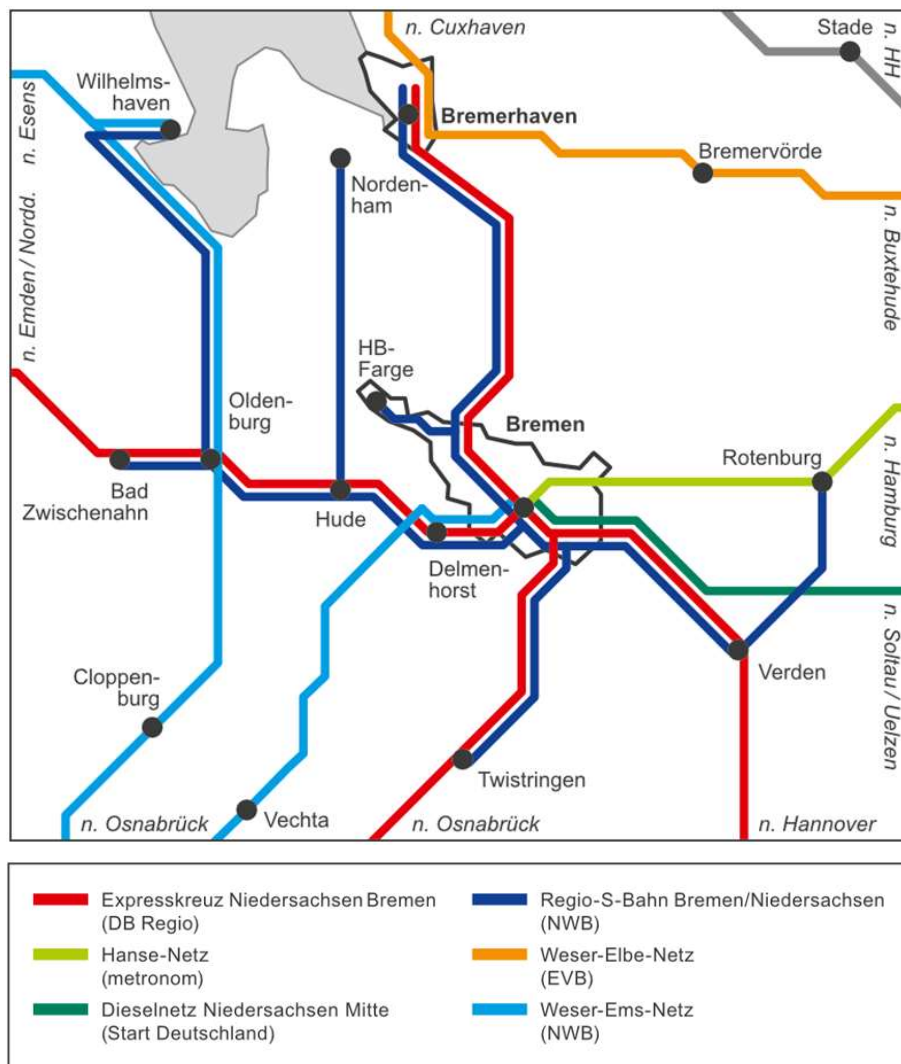 n. Cuxhaven
Stade
n. HH
Wilhelms-
haven
Bremerhaven
n. Esens
Bremervörde
Norden-
ham
n. Buxtehude
n. Emden / Nordd.
HB-
Farge
Olden-
burg
Bremen
Rotenburg
n. Hamburg
Bad
Zwischenahn
Hude
Delmen-
horst
n. Soltau / Uelzen
Verden
Cloppen-
burg
Twistringen
Vechta
n. Osnabrück
n. Osnabrück
n. Hannover
Expresskreuz Niedersachsen Bremen
(DB Regio)
Hanse-Netz
(metronom)
Dieselnetz Niedersachsen Mitte
(Start Deutschland)
Regio-S-Bahn Bremen/Niedersachsen
(NWB)
Weser-Elbe-Netz
(EVB)
Weser-Ems-Netz
(NWB)